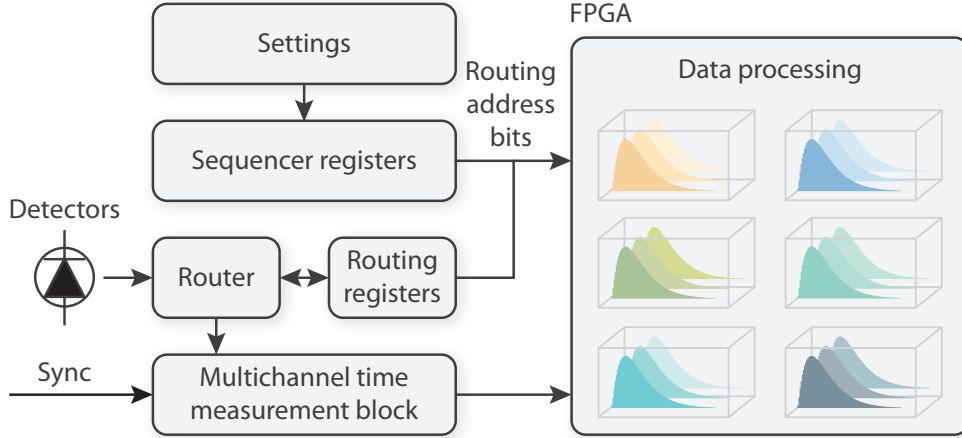 FPGA
Settings
Data processing
Routing
address
bits
Sequencer registers
Detectors
Router
Routing
registers
Sync
Multichannel time
measurement block